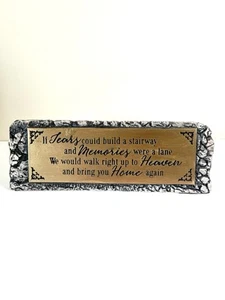 If Tears could build a stairway
and Memories were a lane
We would walk right up to Heaven
and bring you Home again